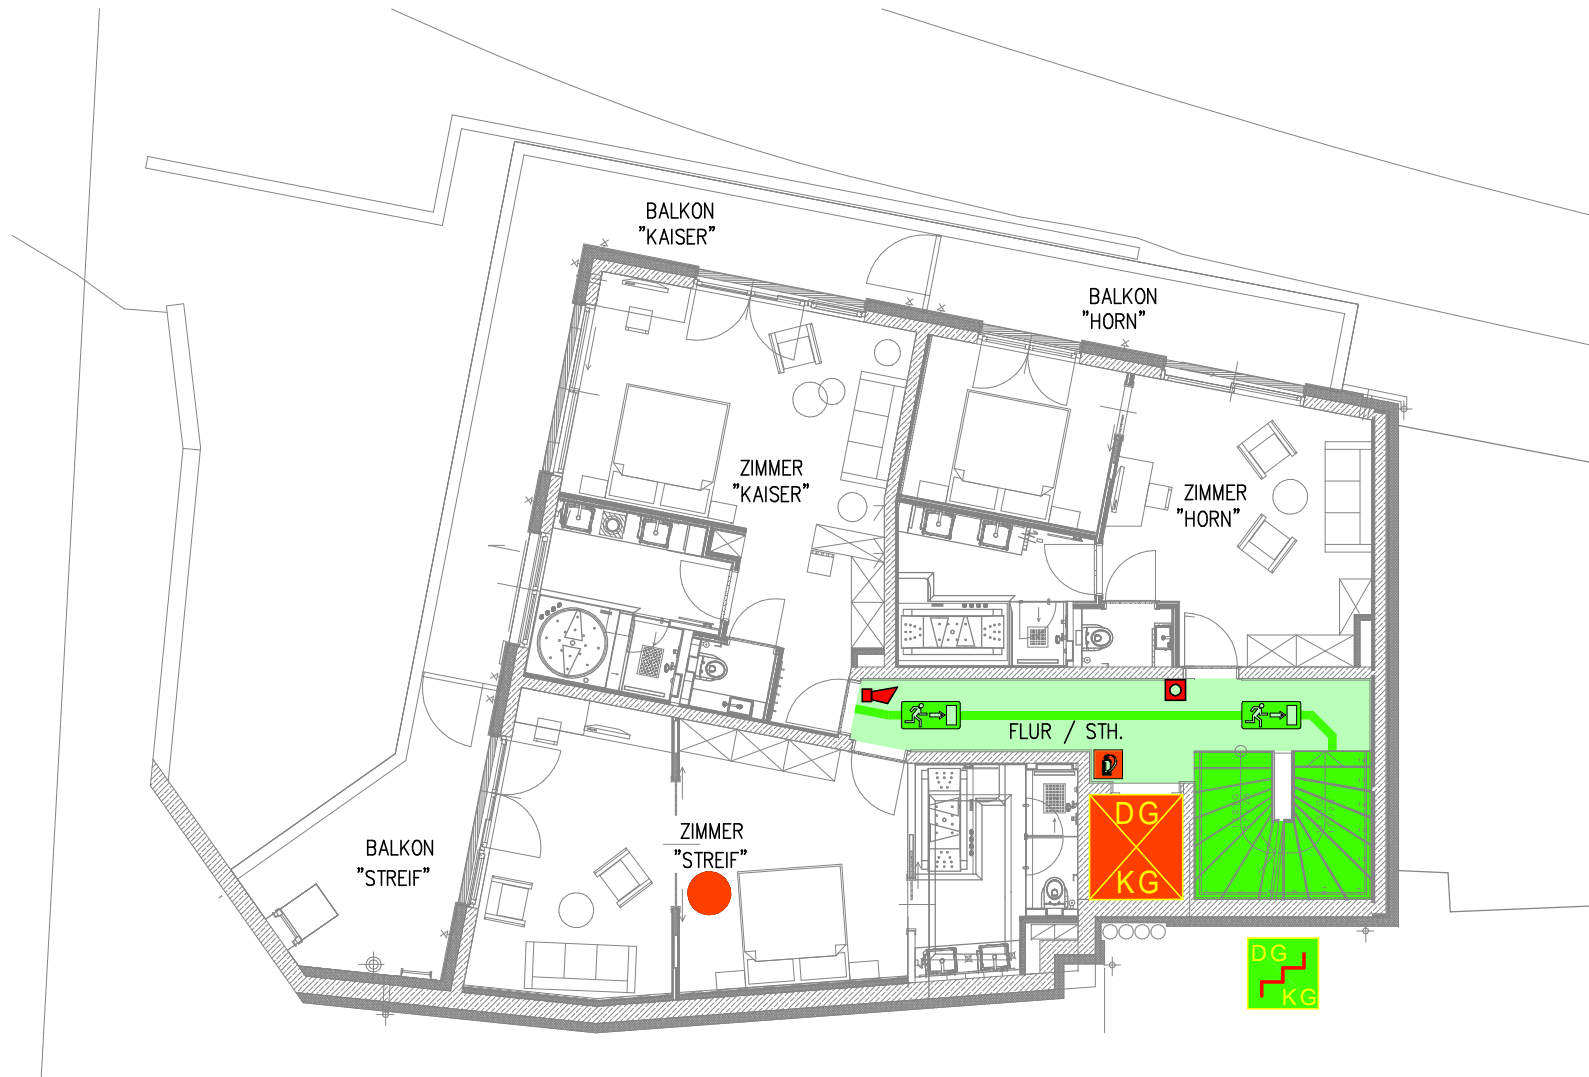 BALKON
"KAISER"
BALKON
"HORN"
ZIMMER
"KAISER"
ZIMMER
"HORN"
FLUR / STH.
ZIMMER
"STREIF"
BALKON
"STREIF"
DG
KG
DG
KG